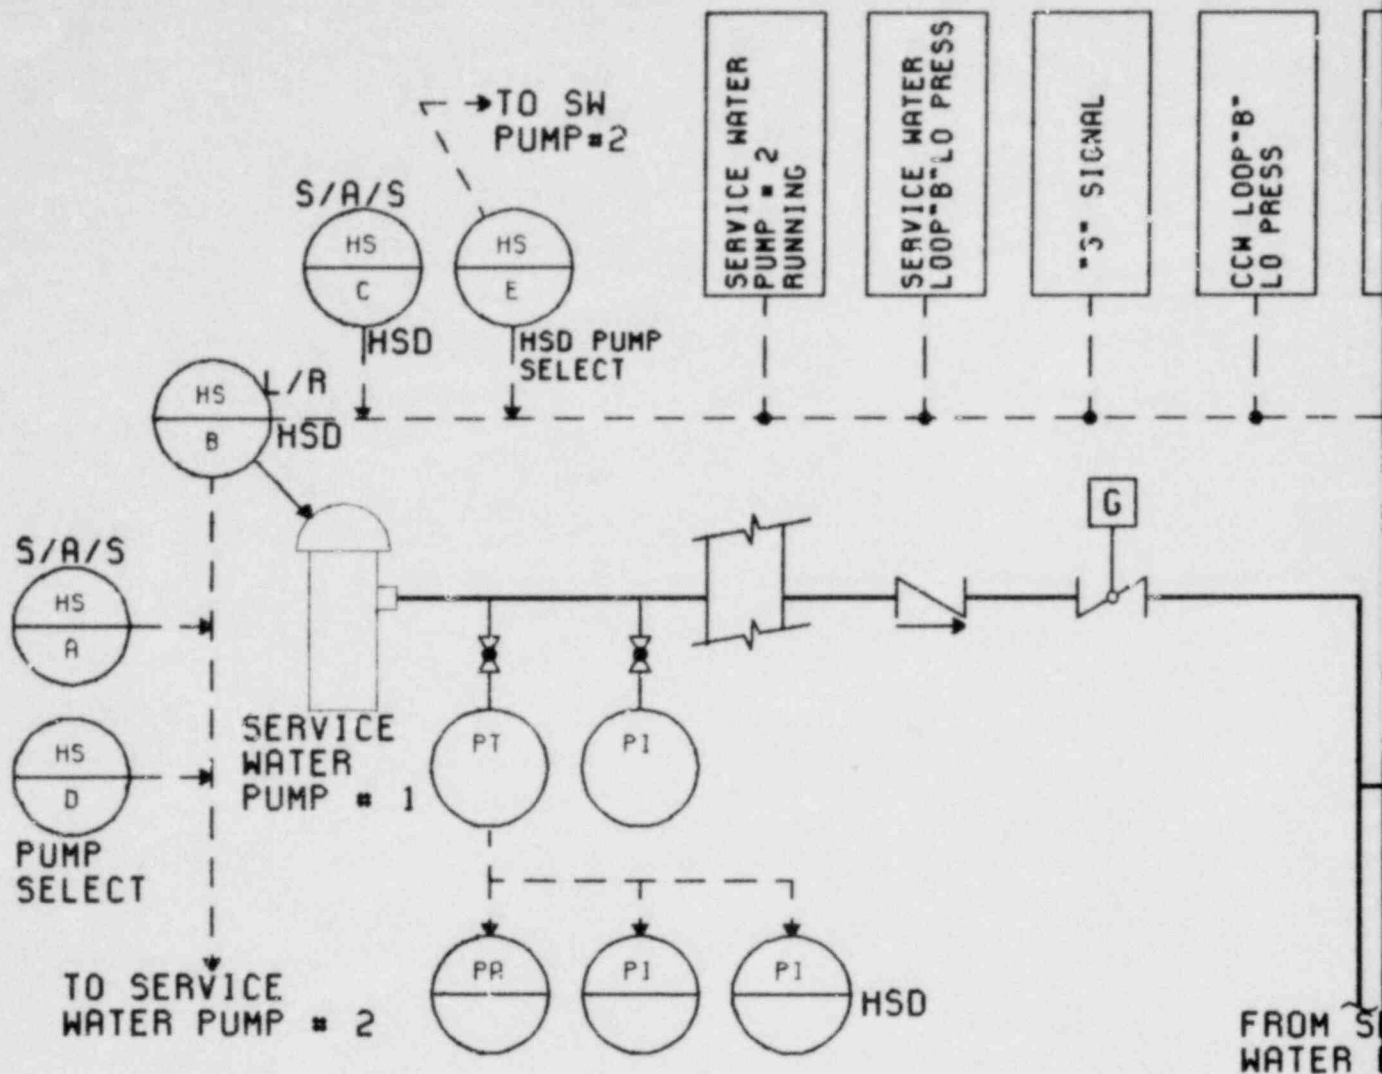 TO SW
PUMP#2
S/A/S
HS
C
HSD
HS
E
HSD PUMP
SELECT
SERVICE WATER
PUMP # 2
RUNNING
SERVICE WATER
LOOP"B"LO PRESS
"S" SIGNAL
CCW LOOP"B"
LO PRESS
HS
B
L/R
HSD
G
S/A/S
HS
A
HS
D
PUMP
SELECT
SERVICE
WATER
PUMP # 1
PT
PI
PR
PI
PI
HSD
TO SERVICE
WATER PUMP # 2
FROM
WATER